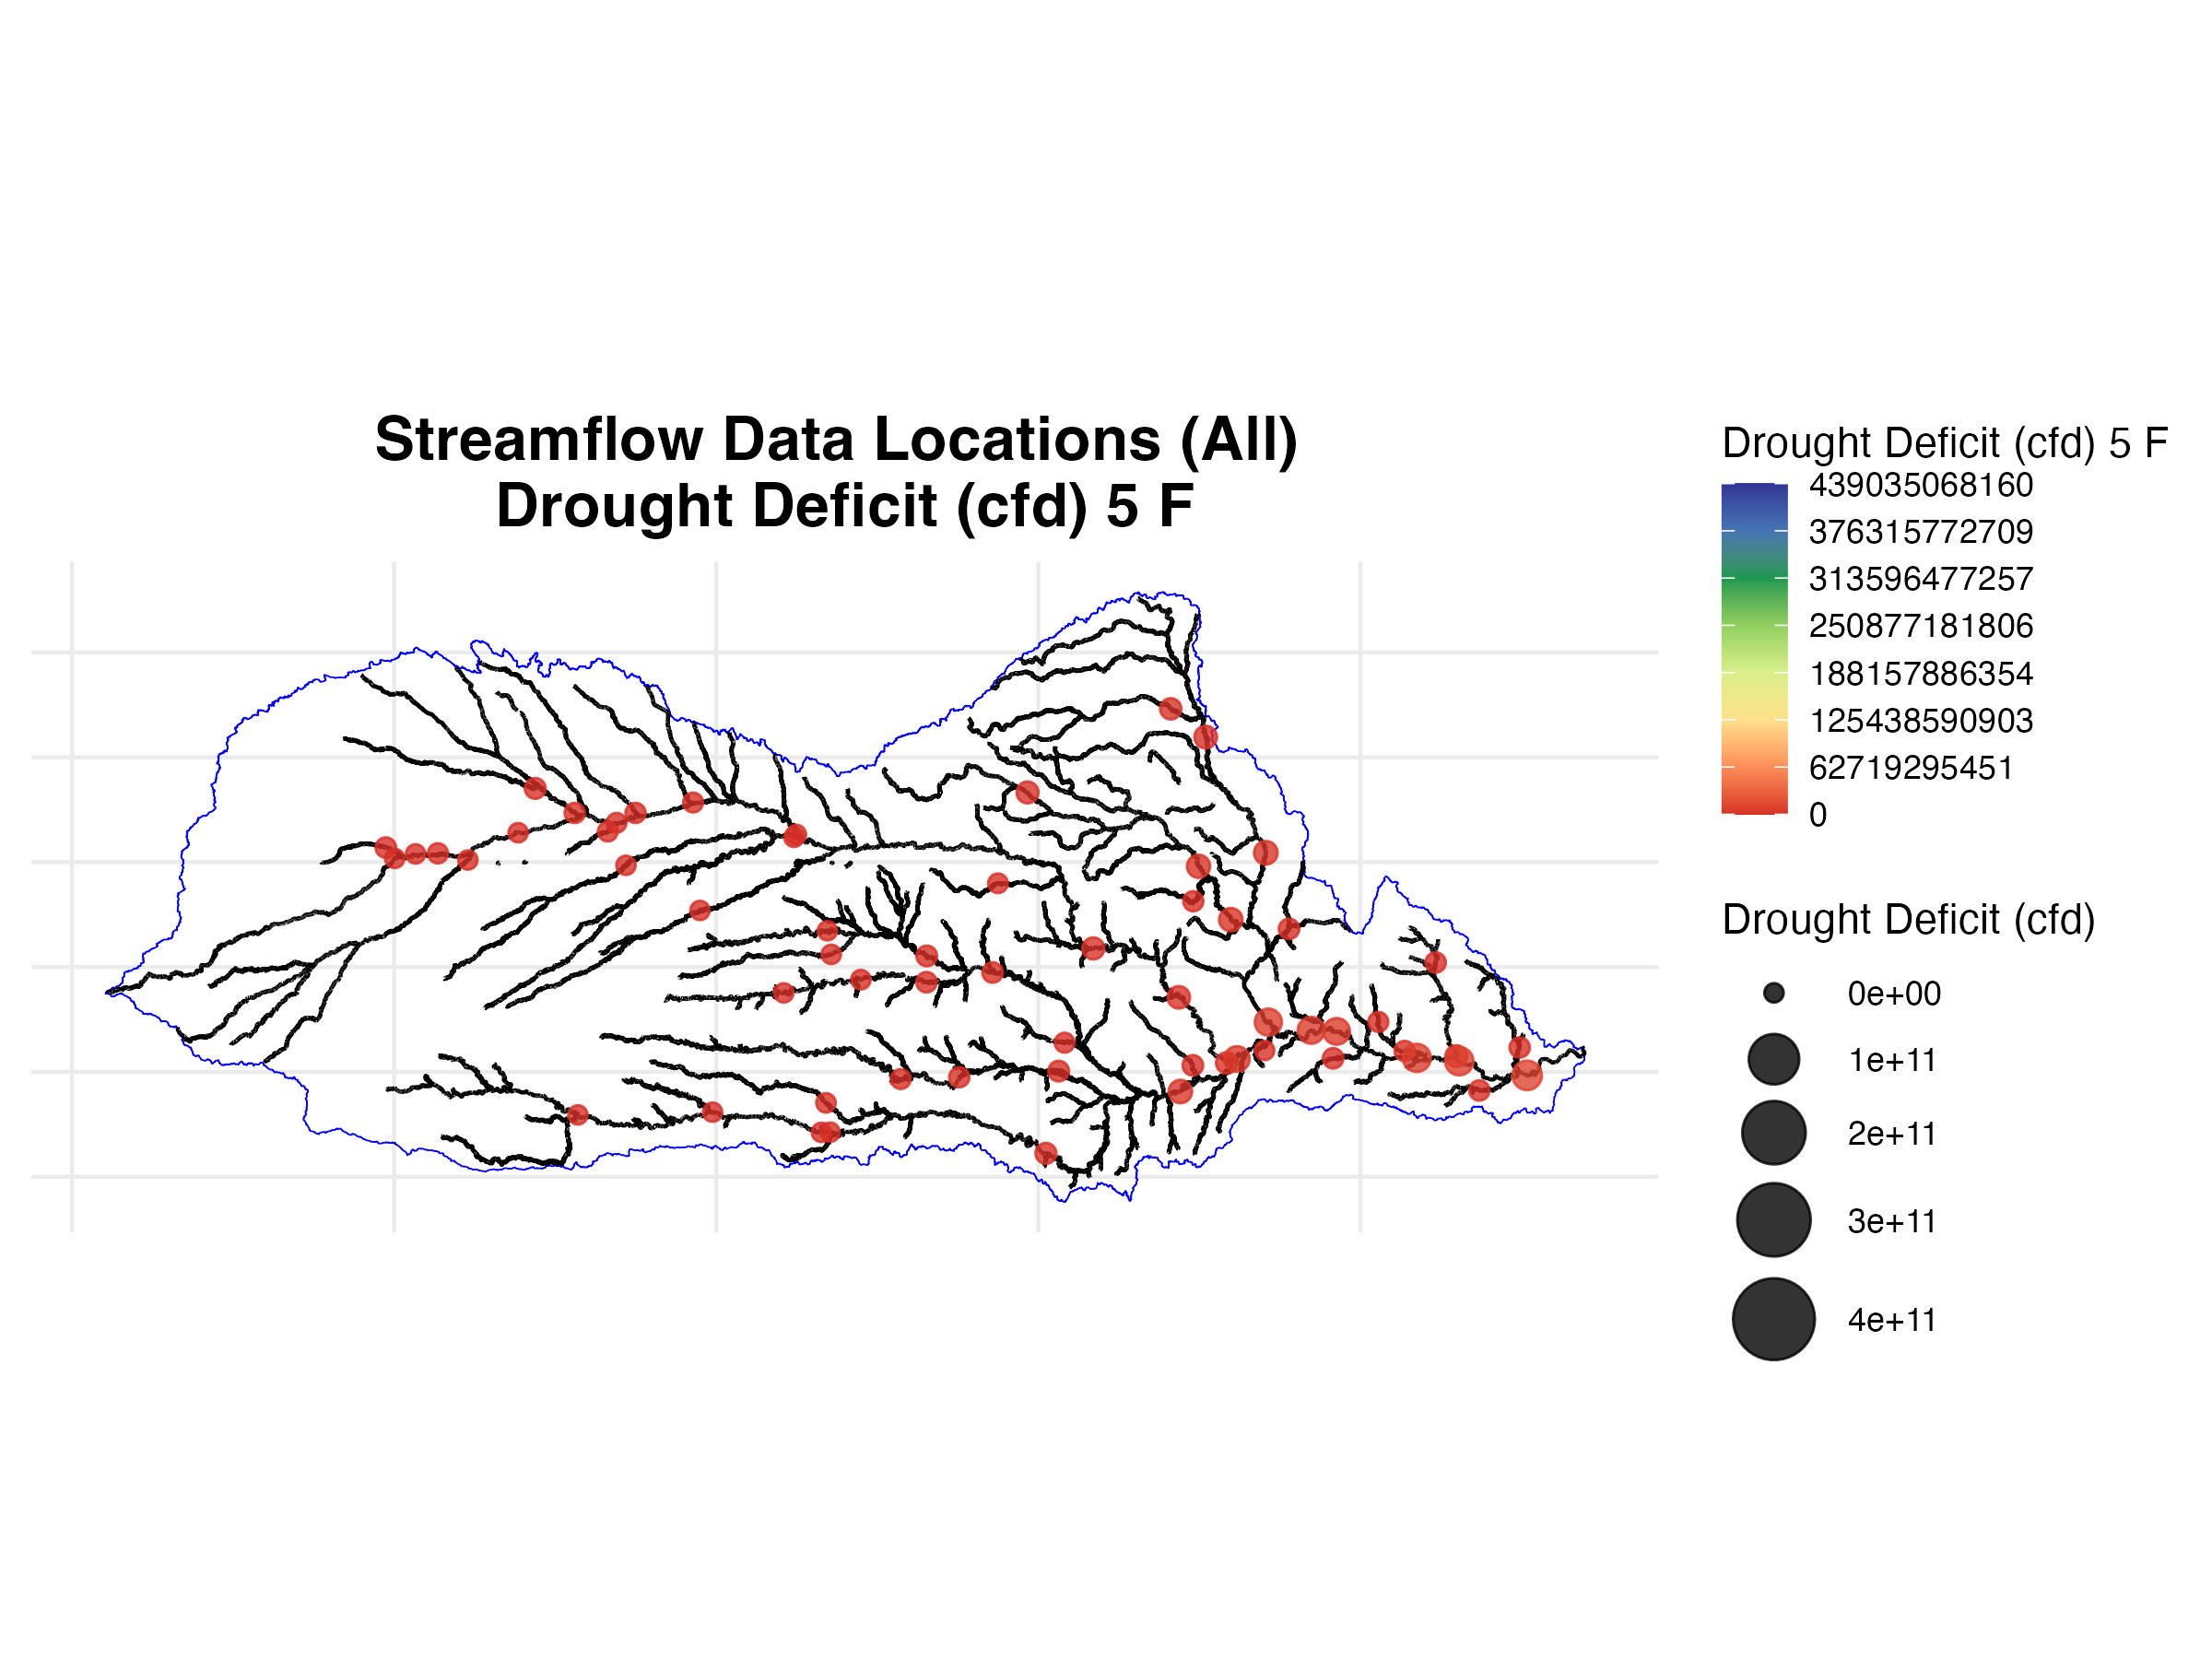 Streamflow Data Locations (All)
Drought Deficit (cfd) 5 F
Drought Deficit (cfd) 5 F
439035068160
376315772709
313596477257
250877181806
188157886354
125438590903
62719295451
0
Drought Deficit (cfd)
0e+00
1e+11
2e+11
3e+11
4e+11